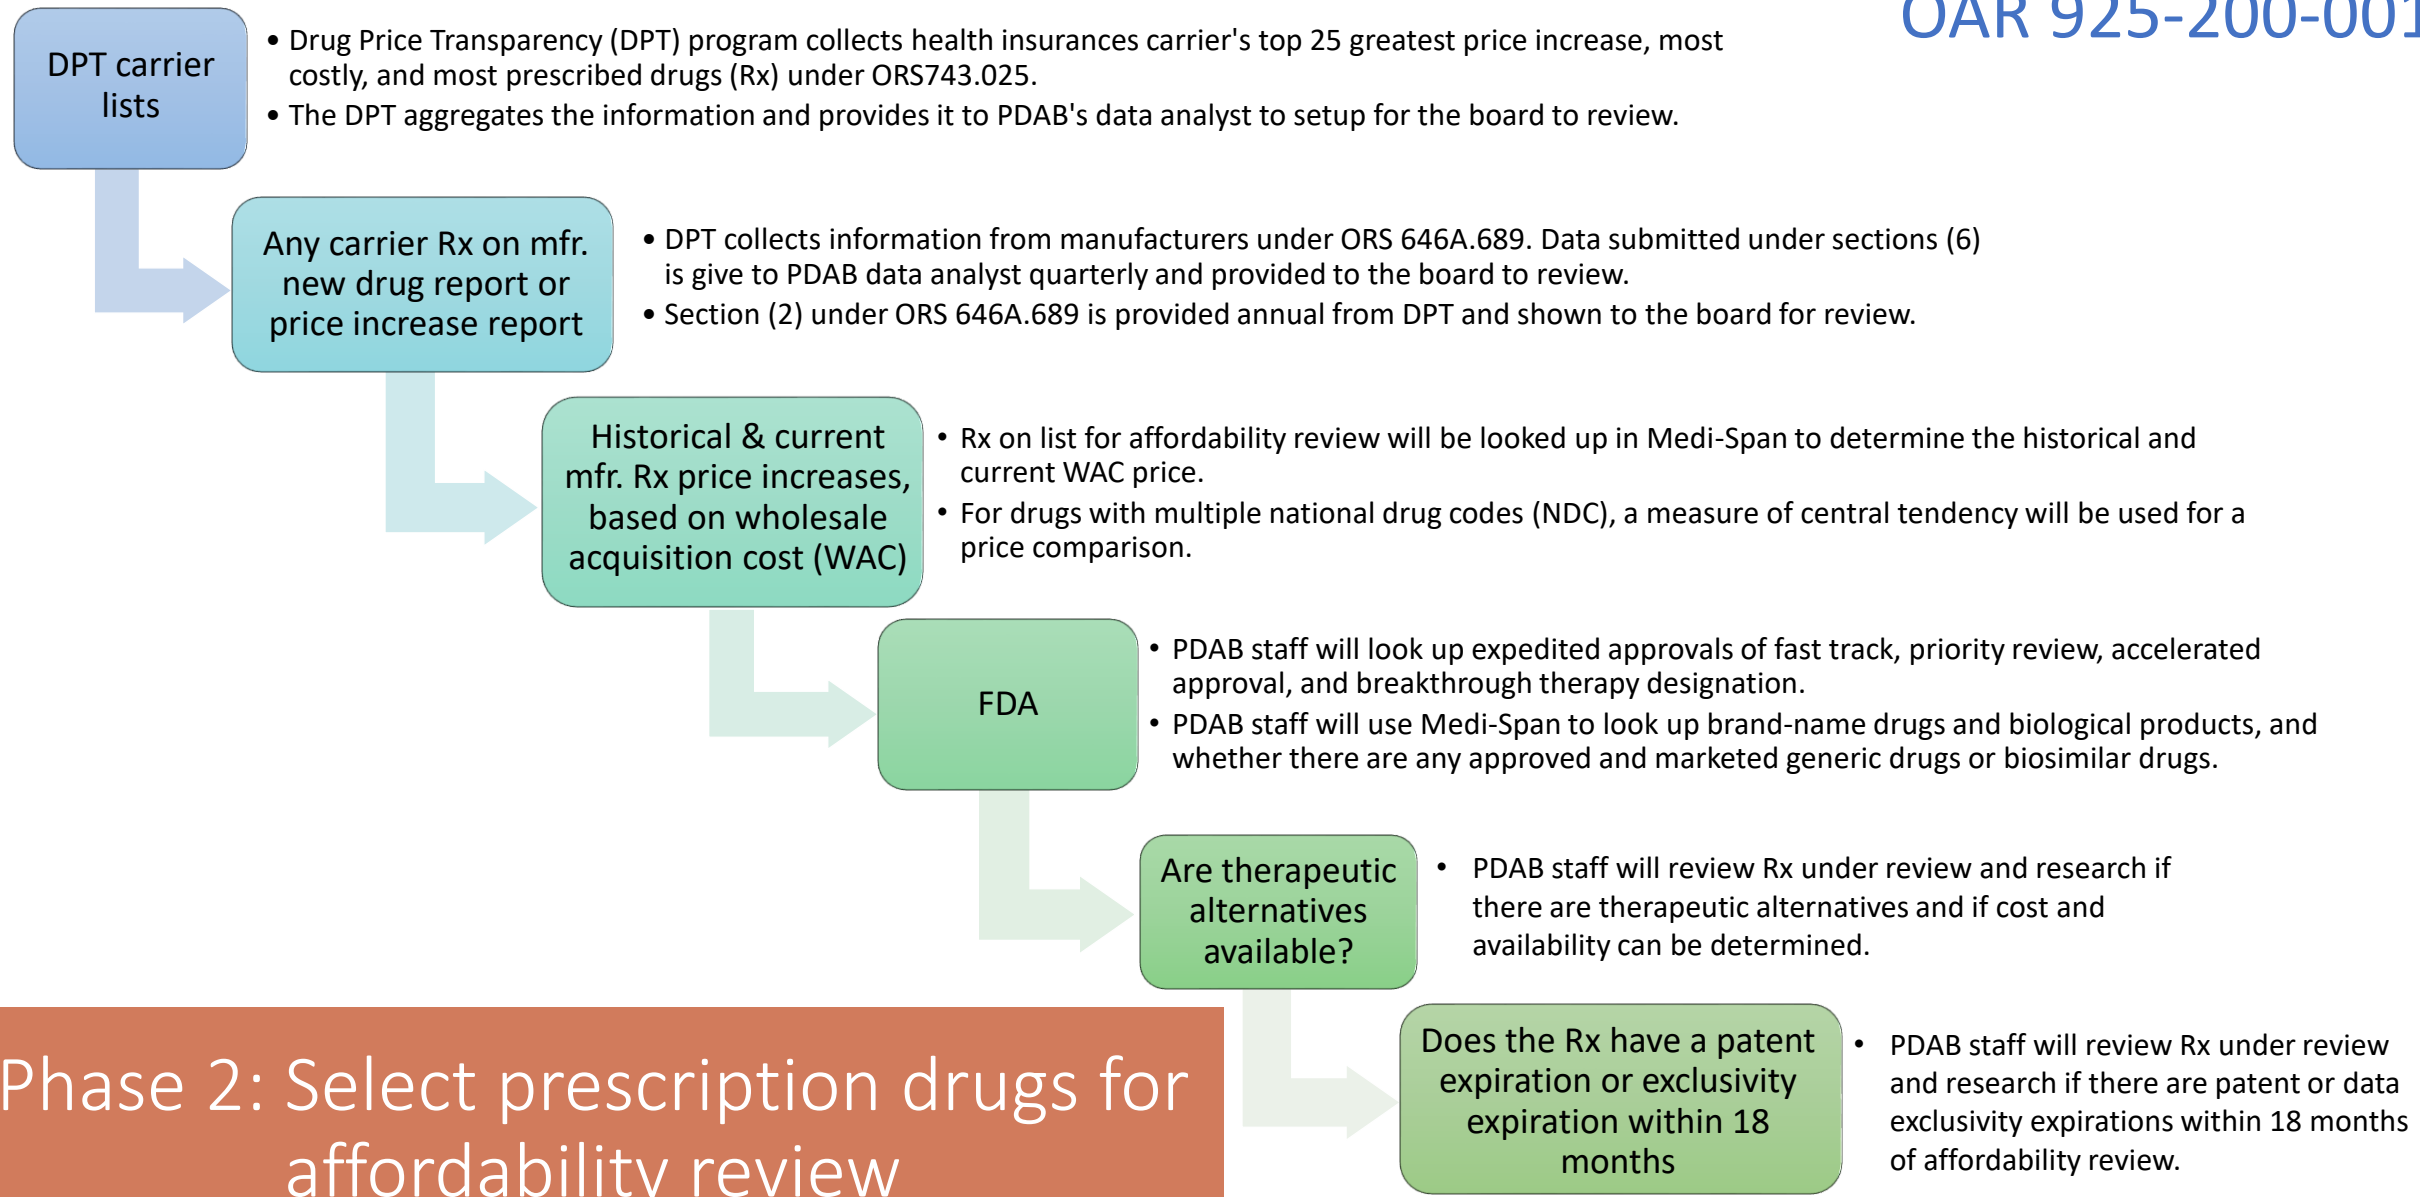 OAR 925-200-001
DPT carrier
lists
• Drug Price Transparency (DPT) program collects health insurances carrier's top 25 greatest price increase, most
costly, and most prescribed drugs (Rx) under ORS743.025.
• The DPT aggregates the information and provides it to PDAB's data analyst to setup for the board to review.
Any carrier Rx on mfr.
new drug report or
price increase report
• DPT collects information from manufacturers under ORS 646A.689. Data submitted under sections (6)
is give to PDAB data analyst quarterly and provided to the board to review.
• Section (2) under ORS 646A.689 is provided annual from DPT and shown to the board for review.
Historical & current
mfr. Rx price increases,
based on wholesale
acquisition cost (WAC)
• Rx on list for affordability review will be looked up in Medi-Span to determine the historical and
current WAC price.
• For drugs with multiple national drug codes (NDC), a measure of central tendency will be used for a
price comparison.
FDA
• PDAB staff will look up expedited approvals of fast track, priority review, accelerated
approval, and breakthrough therapy designation.
• PDAB staff will use Medi-Span to look up brand-name drugs and biological products, and
whether there are any approved and marketed generic drugs or biosimilar drugs.
Are therapeutic
alternatives
available?
• PDAB staff will review Rx under review and research if
there are therapeutic alternatives and if cost and
availability can be determined.
Does the Rx have a patent
expiration or exclusivity
expiration within 18
months
• PDAB staff will review Rx under review
and research if there are patent or data
exclusivity expirations within 18 months
of affordability review.
Phase 2: Select prescription drugs for
affordability review